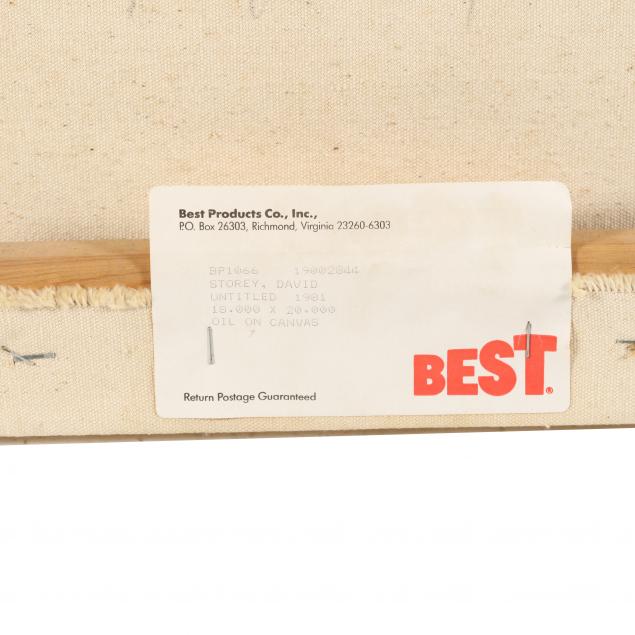 Best Products Co., Inc.,
P.O. Box 26303, Richmond, Virginia 23260-6303
BP1066 19002844
STOREY, DAVID
UNTITLED 1981
18.000 X 20.000
OIL ON CANVAS
Return Postage Guaranteed
BEST®